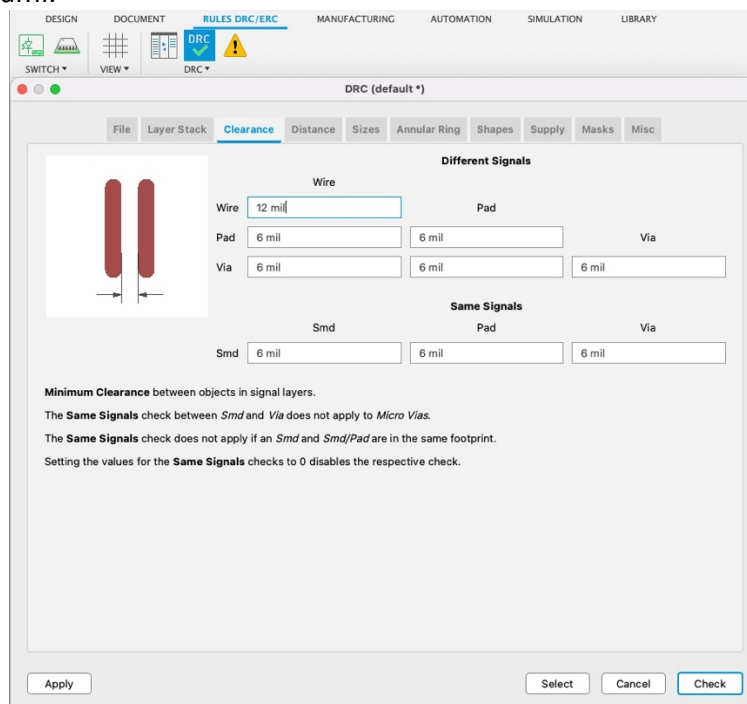 DESIGN DOCUMENT RULES DRC/ERC MANUFACTURING AUTOMATION SIMULATION LIBRARY
DRC
SWITCH VIEW DRC
DRC (default *)
File Layer Stack Clearance Distance Sizes Annular Ring Shapes Supply Masks Misc
Different Signals
Wire
Wire 12 mil Pad
Pad 6 mil 6 mil Via
Via 6 mil 6 mil 6 mil
Same Signals
Smd Pad Via
Smd 6 mil 6 mil 6 mil
Minimum Clearance between objects in signal layers.
The Same Signals check between Smd and Via does not apply to Micro Vias.
The Same Signals check does not apply if an Smd and Smd/Pad are in the same footprint.
Setting the values for the Same Signals checks to 0 disables the respective check.
Apply Select Cancel Check